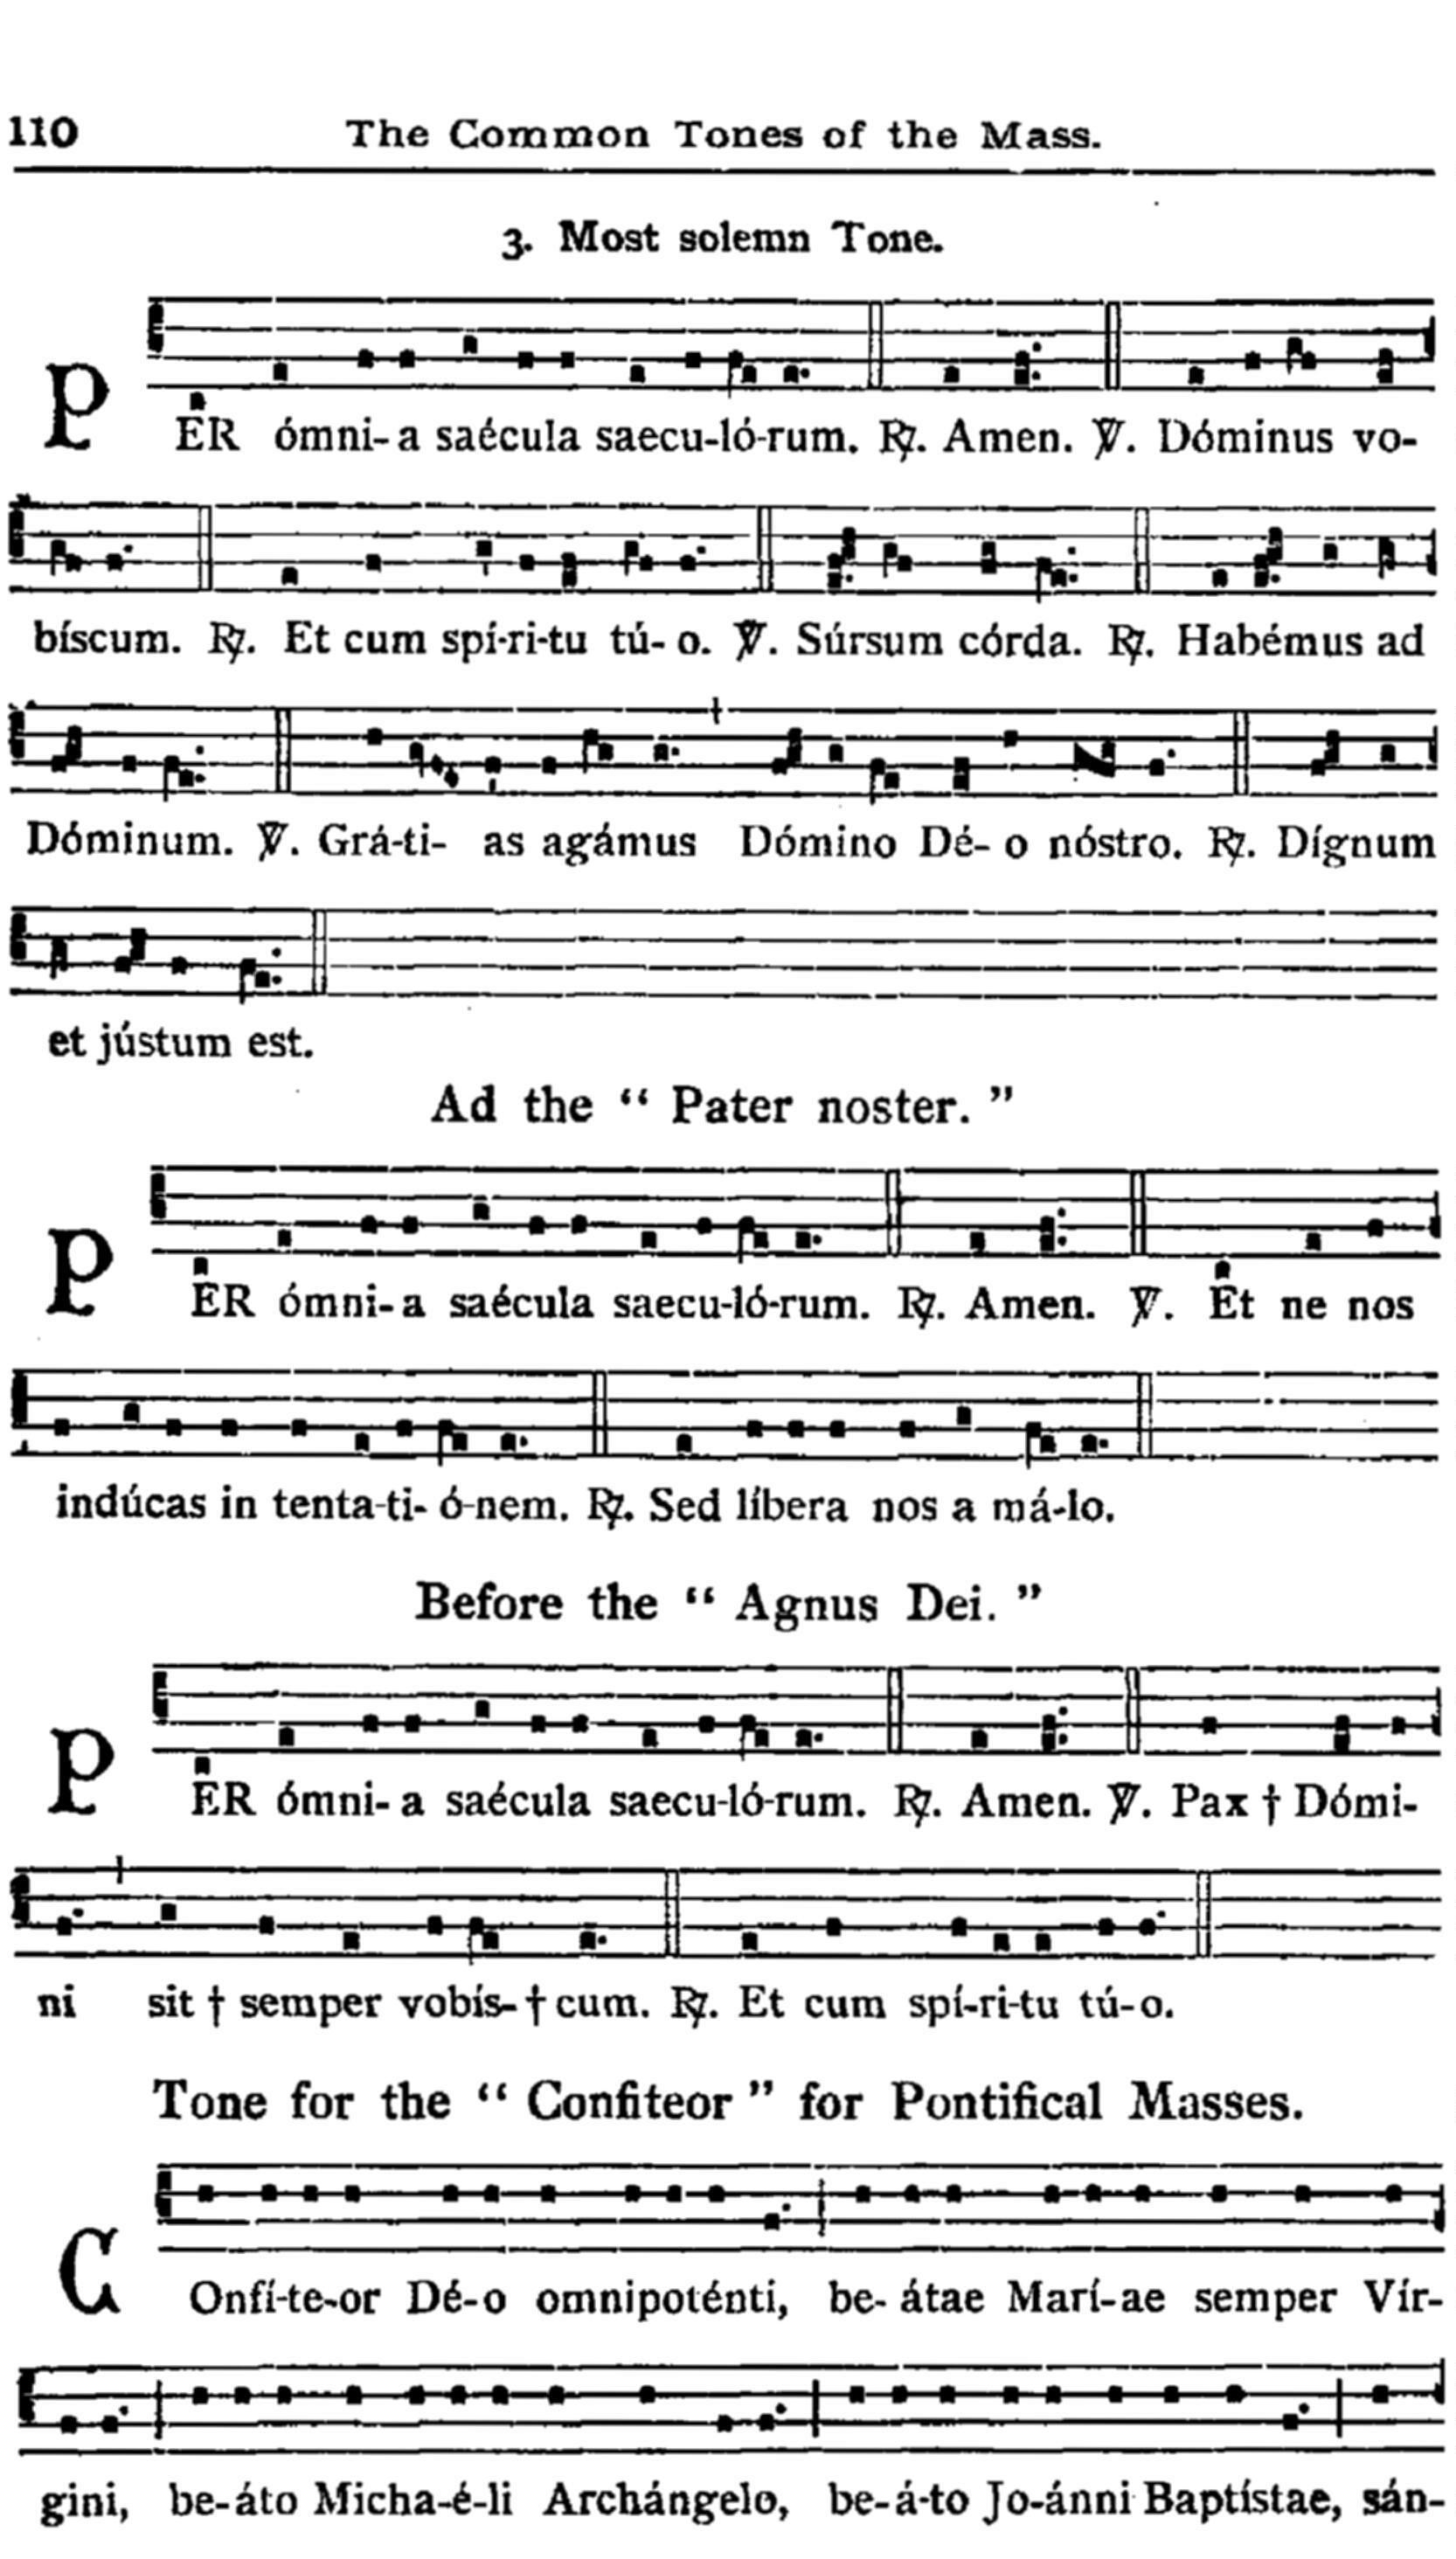 110 The Common Tones of the Mass.
3. Most solemn Tone.
PER ómni-a saécula saecu-ló-rum. ℟. Amen. ℣. Dóminus vo-
bíscum. ℟. Et cum spí-ri-tu tú-o. ℣. Súrsum córda. ℟. Habémus ad
Dóminum. ℣. Grá-ti- as agámus Dómino Dé-o nóstro. ℟. Dígnum
et jústum est.
Ad the “ Pater noster. ”
PER ómni-a saécula saecu-ló-rum. ℟. Amen. ℣. Et ne nos
indúcas in tenta-ti-ó-nem. ℟. Sed líbera nos a má-lo.
Before the “ Agnus Dei. ”
PER ómni-a saécula saecu-ló-rum. ℟. Amen. ℣. Pax † Dómi-
ni sit † semper vobís-† cum. ℟. Et cum spí-ri-tu tú-o.
Tone for the “ Confiteor ” for Pontifical Masses.
COnfí-te-or Dé-o omnipoténti, be-átae Marí-ae semper Vír-
gini, be-áto Micha-é-li Archángelo, be-á-to Jo-ánni Baptístae, sán-